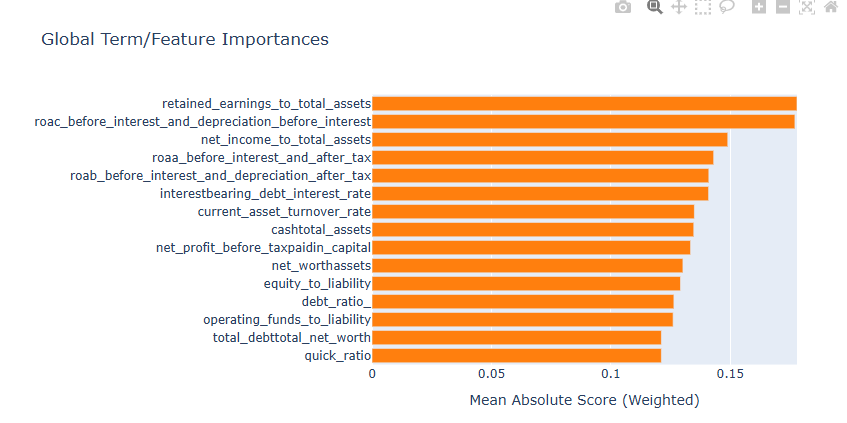 Global Term/Feature Importances
retained_earnings_to_total_assets
roac_before_interest_and_depreciation_before_interest
net_income_to_total_assets
roaa_before_interest_and_after_tax
roab_before_interest_and_depreciation_after_tax
interestbearing_debt_interest_rate
current_asset_turnover_rate
cashtotal_assets
net_profit_before_taxpaidin_capital
net_worthassets
equity_to_liability
debt_ratio_
operating_funds_to_liability
total_debttotal_net_worth
quick_ratio
0 0.05 0.1 0.15
Mean Absolute Score (Weighted)